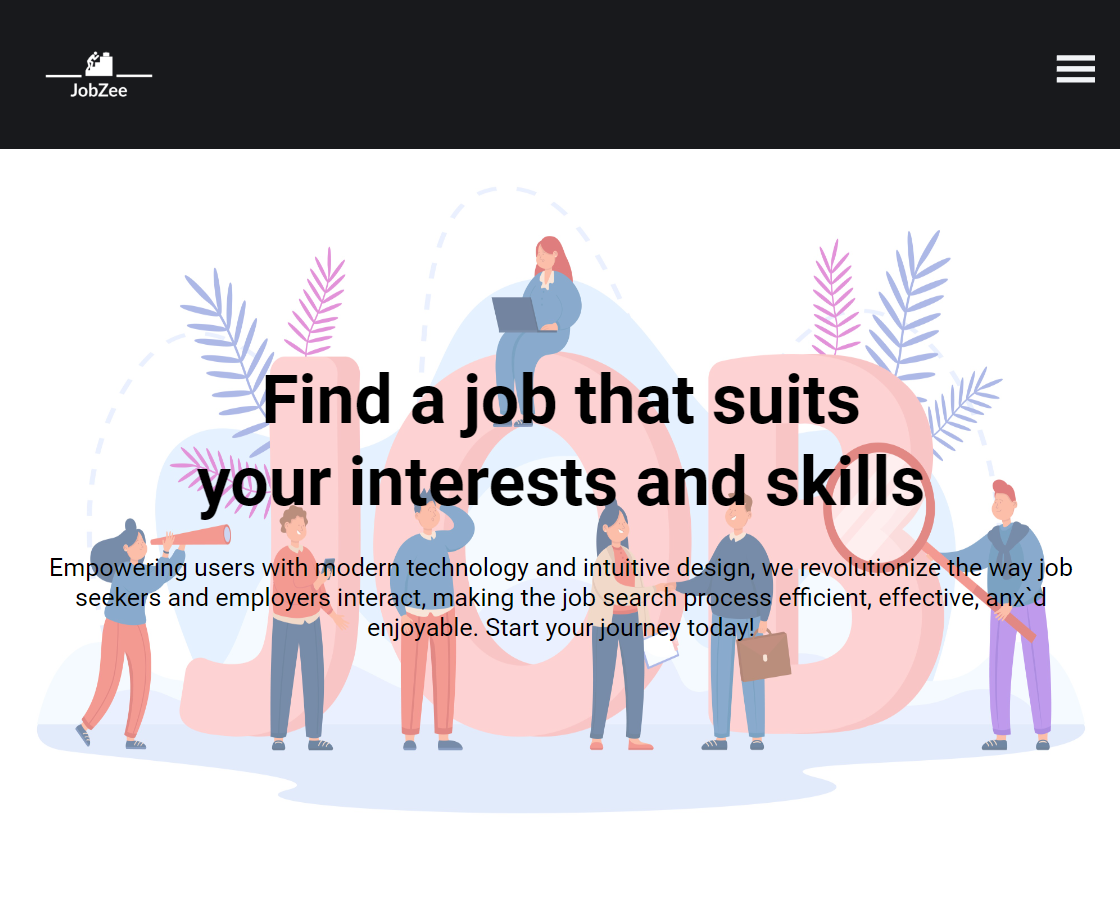 JobZee
JOB
Find a job that suits
your interests and skills
Empowering users with modern technology and intuitive design, we revolutionize the way job
seekers and employers interact, making the job search process efficient, effective, anx`d
enjoyable. Start your journey today!